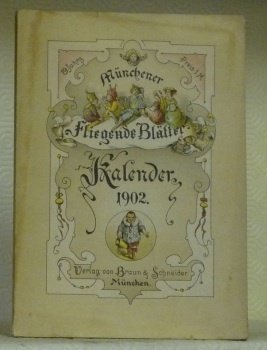 Münchener
Fliegende Blätter
Kalender.
1902.
Verlag von Braun & Schneider
München.